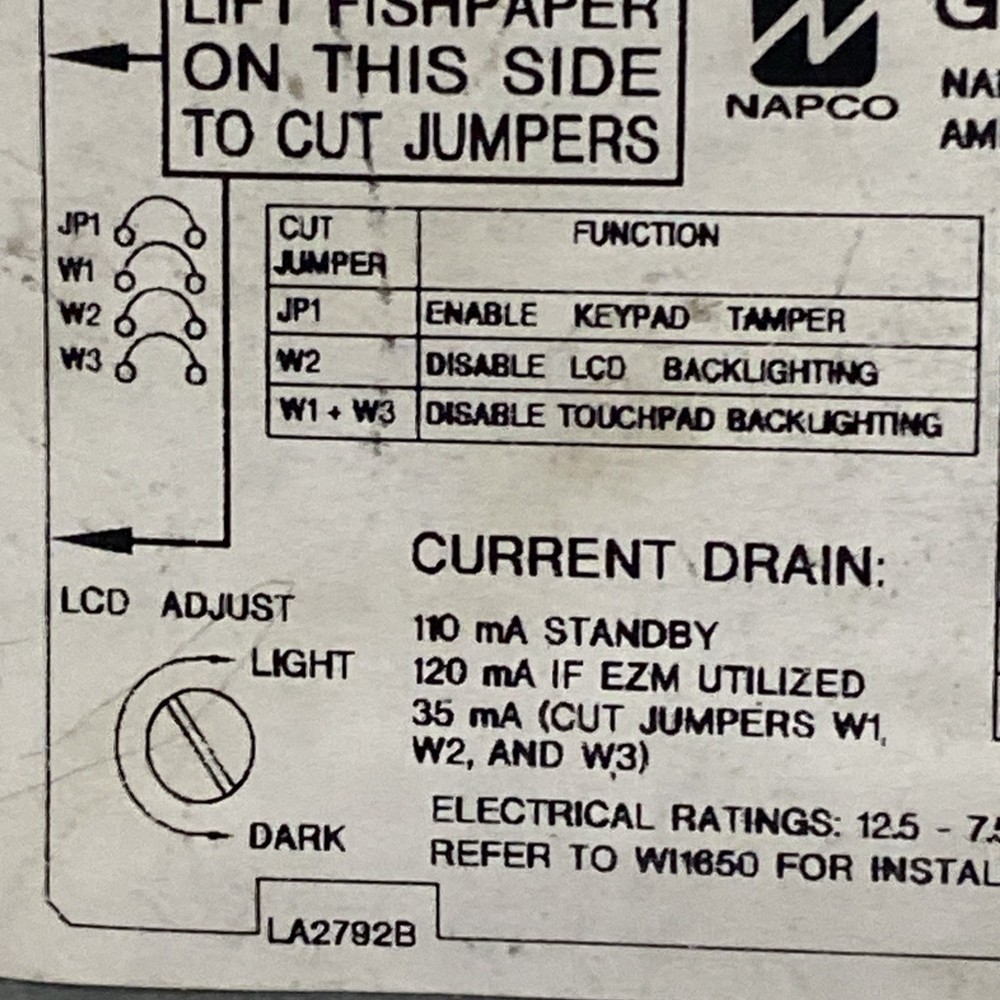 LIFT FISHPAPER
ON THIS SIDE
TO CUT JUMPERS
NAPCO
JP1
W1
W2
W3
CUT JUMPER FUNCTION
JP1 ENABLE KEYPAD TAMPER
W2 DISABLE LCD BACKLIGHTING
W1 + W3 DISABLE TOUCHPAD BACKLIGHTING
CURRENT DRAIN:
110 mA STANDBY
120 mA IF EZM UTILIZED
35 mA (CUT JUMPERS W1,
W2, AND W3)
LCD ADJUST
LIGHT
DARK
ELECTRICAL RATINGS: 12.5 -
REFER TO WI1650 FOR
LA2792B